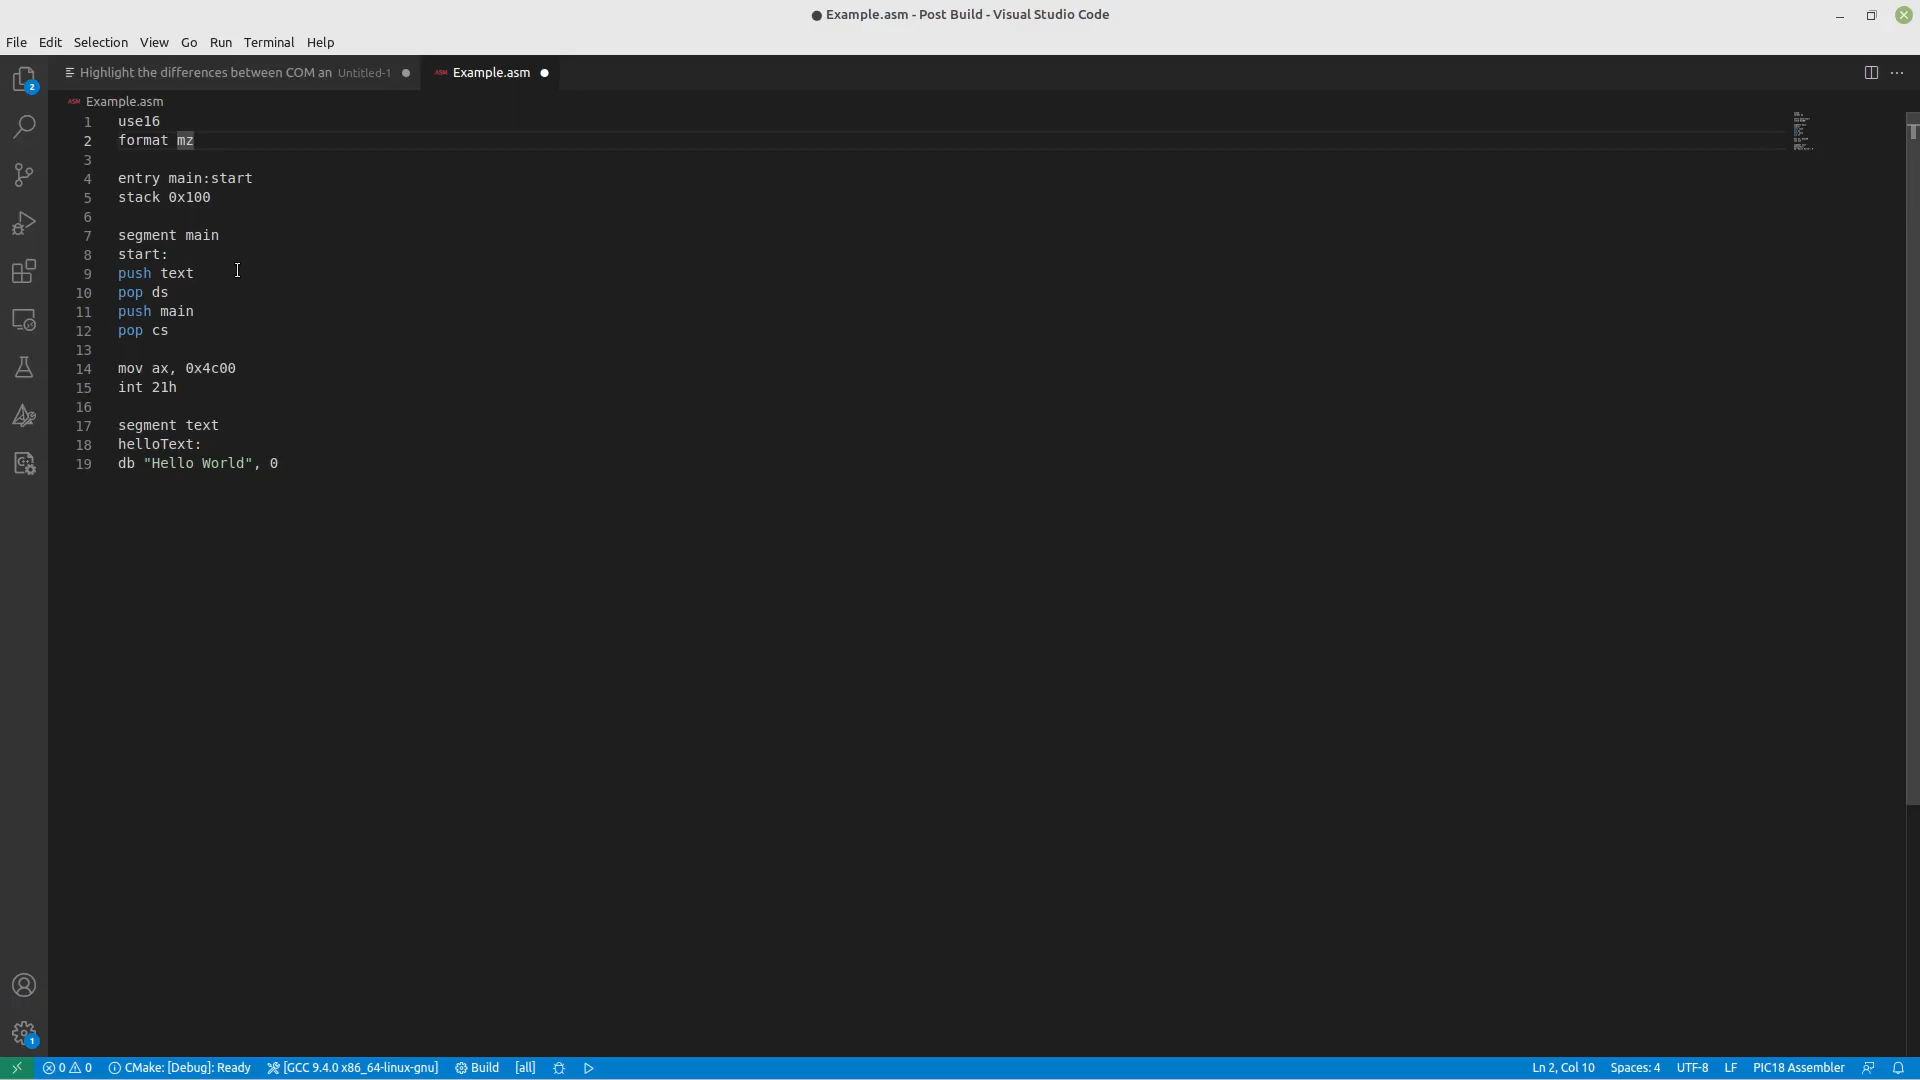 ● Example.asm - Post Build - Visual Studio Code
File Edit Selection View Go Run Terminal Help
Highlight the differences between COM an Untitled-1 ●
ASM Example.asm ●
ASM Example.asm
1 use16
2 format mz
3
4 entry main:start
5 stack 0x100
6
7 segment main
8 start:
9 push text
10 pop ds
11 push main
12 pop cs
13
14 mov ax, 0x4c00
15 int 21h
16
17 segment text
18 helloText:
19 db "Hello World", 0
2
1
0 0 CMake: [Debug]: Ready [GCC 9.4.0 x86_64-linux-gnu] Build [all] Ln 2, Col 10 Spaces: 4 UTF-8 LF PIC18 Assembler